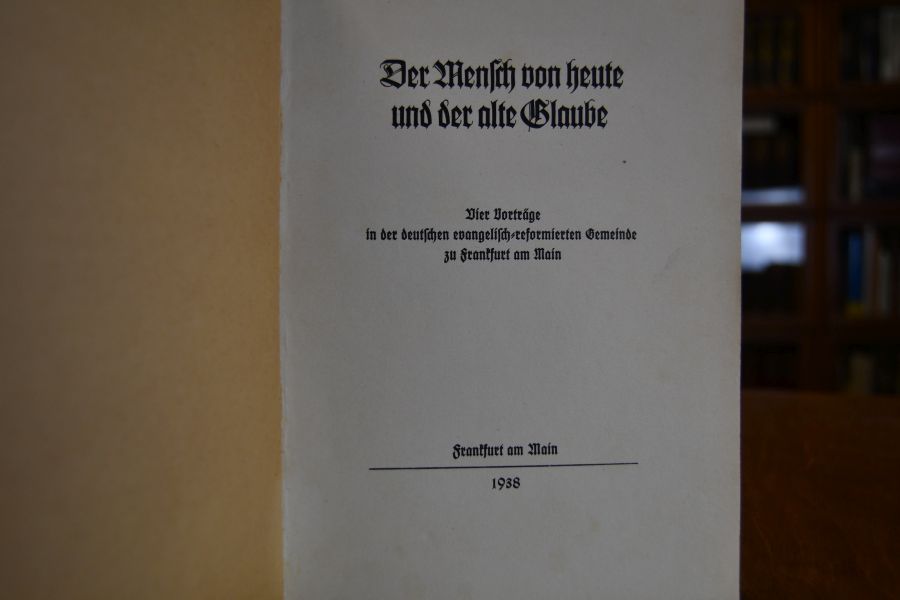 Der Mensch von heute
und der alte Glaube
Vier Vorträge
in der deutschen evangelisch-reformierten Gemeinde
zu Frankfurt am Main
Frankfurt am Main
1938